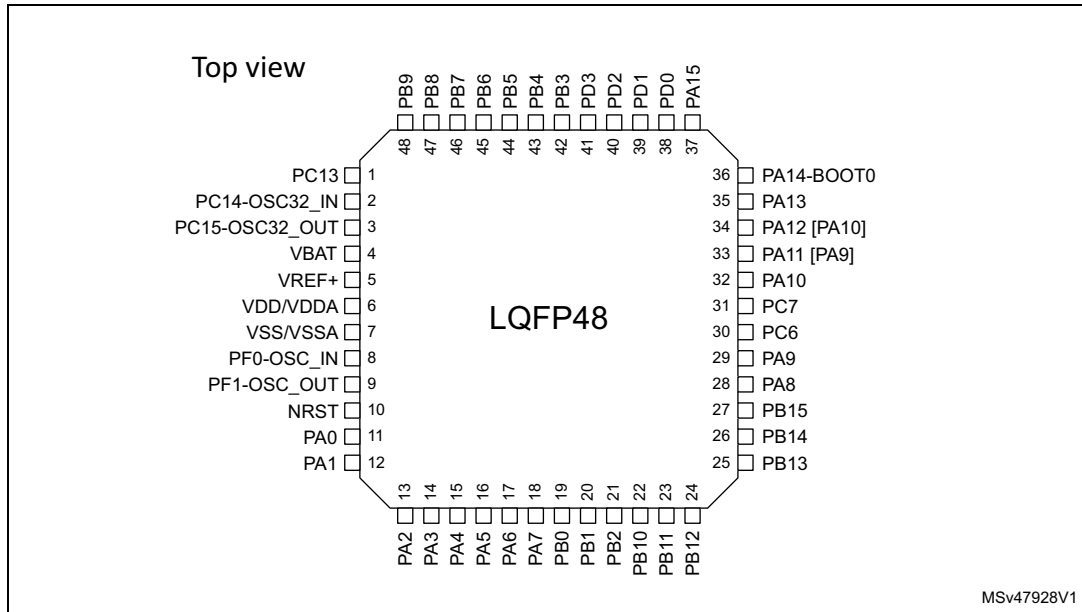 Top view
PB9
PB8
PB7
PB6
PB5
PB4
PB3
PD3
PD2
PD1
PD0
PA15
48
47
46
45
44
43
42
41
40
39
38
37
PC13 1
PC14-OSC32_IN 2
PC15-OSC32_OUT 3
VBAT 4
VREF+ 5
VDD/VDDA 6
VSS/VSSA 7
PF0-OSC_IN 8
PF1-OSC_OUT 9
NRST 10
PA0 11
PA1 12
LQFP48
36 PA14-BOOT0
35 PA13
34 PA12 [PA10]
33 PA11 [PA9]
32 PA10
31 PC7
30 PC6
29 PA9
28 PA8
27 PB15
26 PB14
25 PB13
13
14
15
16
17
18
19
20
21
22
23
24
PA2
PA3
PA4
PA5
PA6
PA7
PB0
PB1
PB2
PB10
PB11
PB12
MSv47928V1